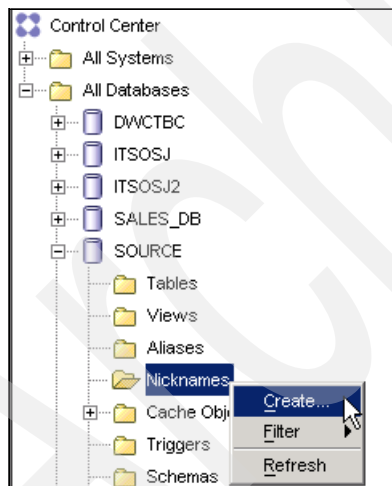 Control Center
All Systems
All Databases
DWCTBC
ITSOSJ
ITSOSJ2
SALES_DB
SOURCE
Tables
Views
Aliases
Nicknames
Create...
Cache Obj
Filter
Triggers
Refresh
Schemas